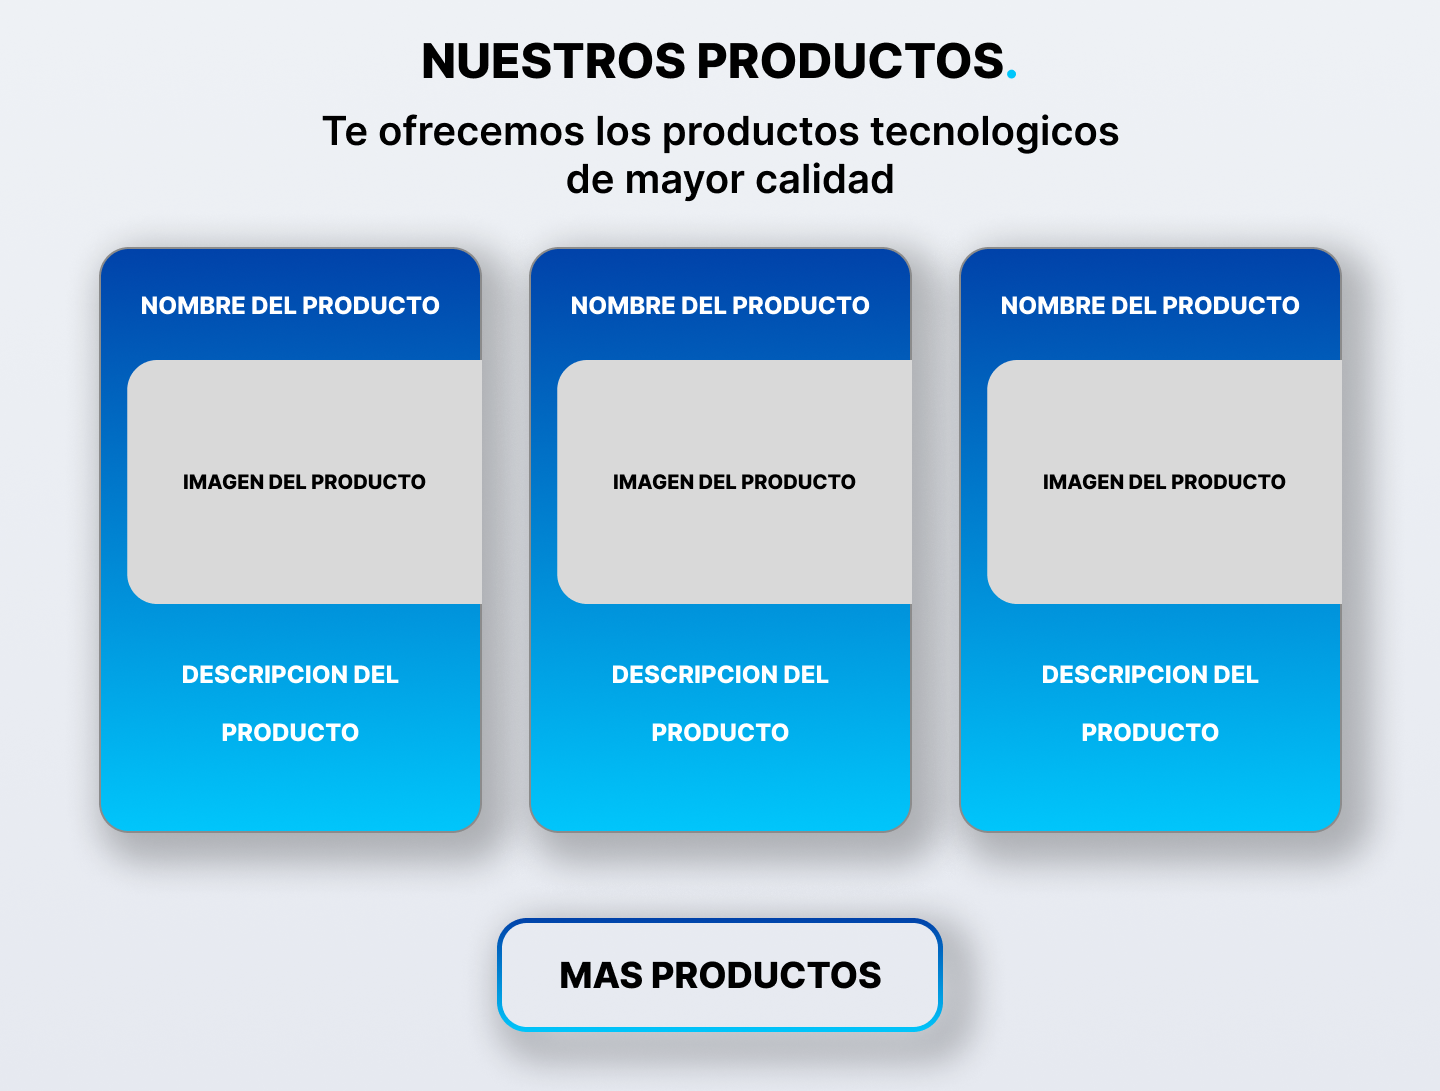 NUESTROS PRODUCTOS.
Te ofrecemos los productos tecnologicos
de mayor calidad
NOMBRE DEL PRODUCTO
IMAGEN DEL PRODUCTO
DESCRIPCION DEL
PRODUCTO
NOMBRE DEL PRODUCTO
IMAGEN DEL PRODUCTO
DESCRIPCION DEL
PRODUCTO
NOMBRE DEL PRODUCTO
IMAGEN DEL PRODUCTO
DESCRIPCION DEL
PRODUCTO
MAS PRODUCTOS